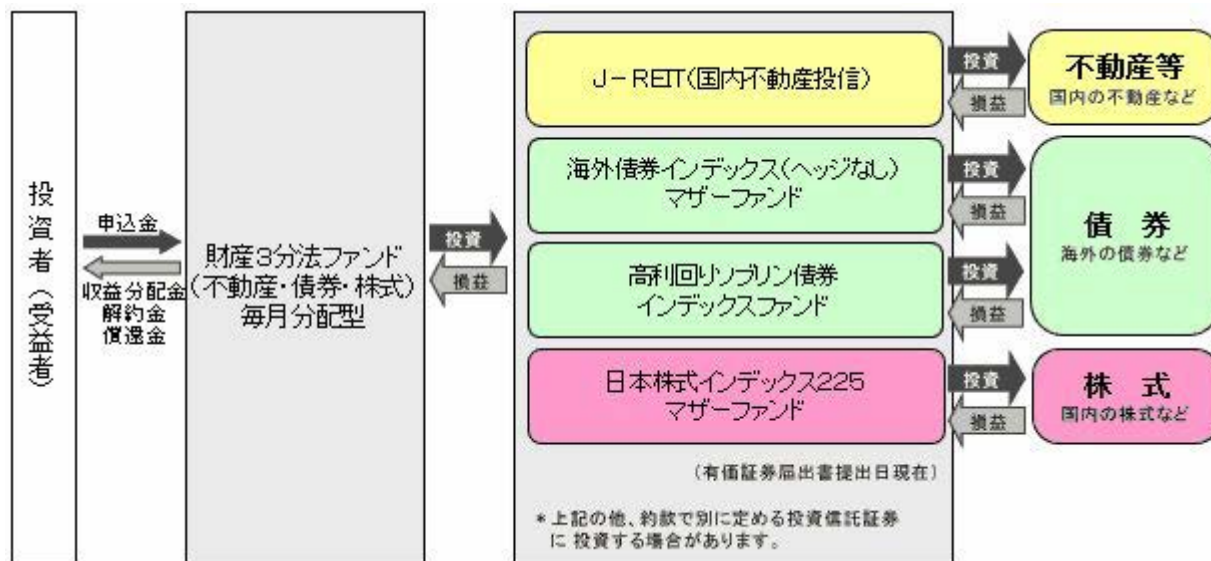 投資者（受益者）
申込金
収益分配金
解約金
償還金
財産3分法ファンド
（不動産・債券・株式）
毎月分配型
投資
損益
J－REIT（国内不動産投信）
投資
損益
不動産等
国内の不動産など
海外債券インデックス（ヘッジなし）
マザーファンド
投資
損益
高利回りソブリン債券
インデックスファンド
投資
損益
債　券
海外の債券など
日本株式インデックス225
マザーファンド
投資
損益
株　式
国内の株式など
（有価証券届出書提出日現在）
＊上記の他、約款で別に定める投資信託証券
に 投資する場合があります。